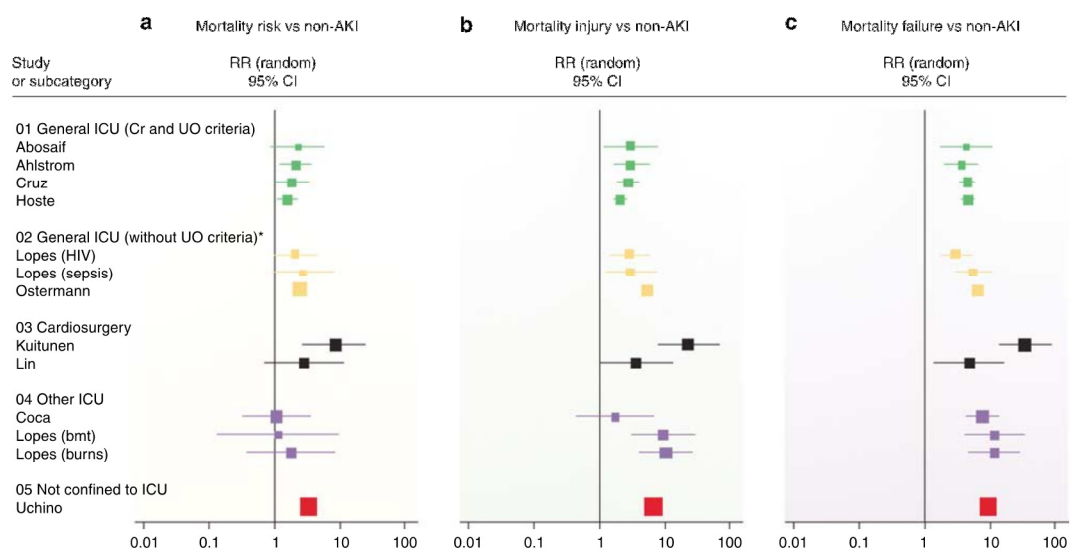 a Mortality risk vs non-AKI b Mortality injury vs non-AKI c Mortality failure vs non-AKI
Study RR (random) RR (random) RR (random)
or subcategory 95% CI 95% CI 95% CI
01 General ICU (Cr and UO criteria)
Abosaif
Ahlstrom
Cruz
Hoste
02 General ICU (without UO criteria)*
Lopes (HIV)
Lopes (sepsis)
Ostermann
03 Cardiosurgery
Kuitunen
Lin
04 Other ICU
Coca
Lopes (bmt)
Lopes (burns)
05 Not confined to ICU
Uchino
0.01 0.1 1 10 100 0.01 0.1 1 10 100 0.01 0.1 1 10 100